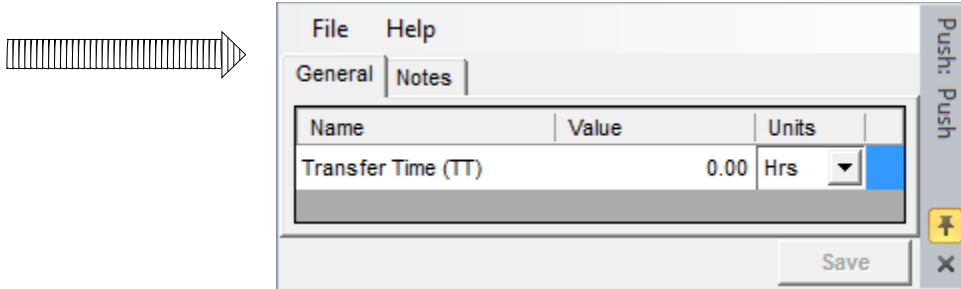 File Help
General Notes
Name Value Units
Transfer Time (TT) 0.00 Hrs
Save
Push: Push